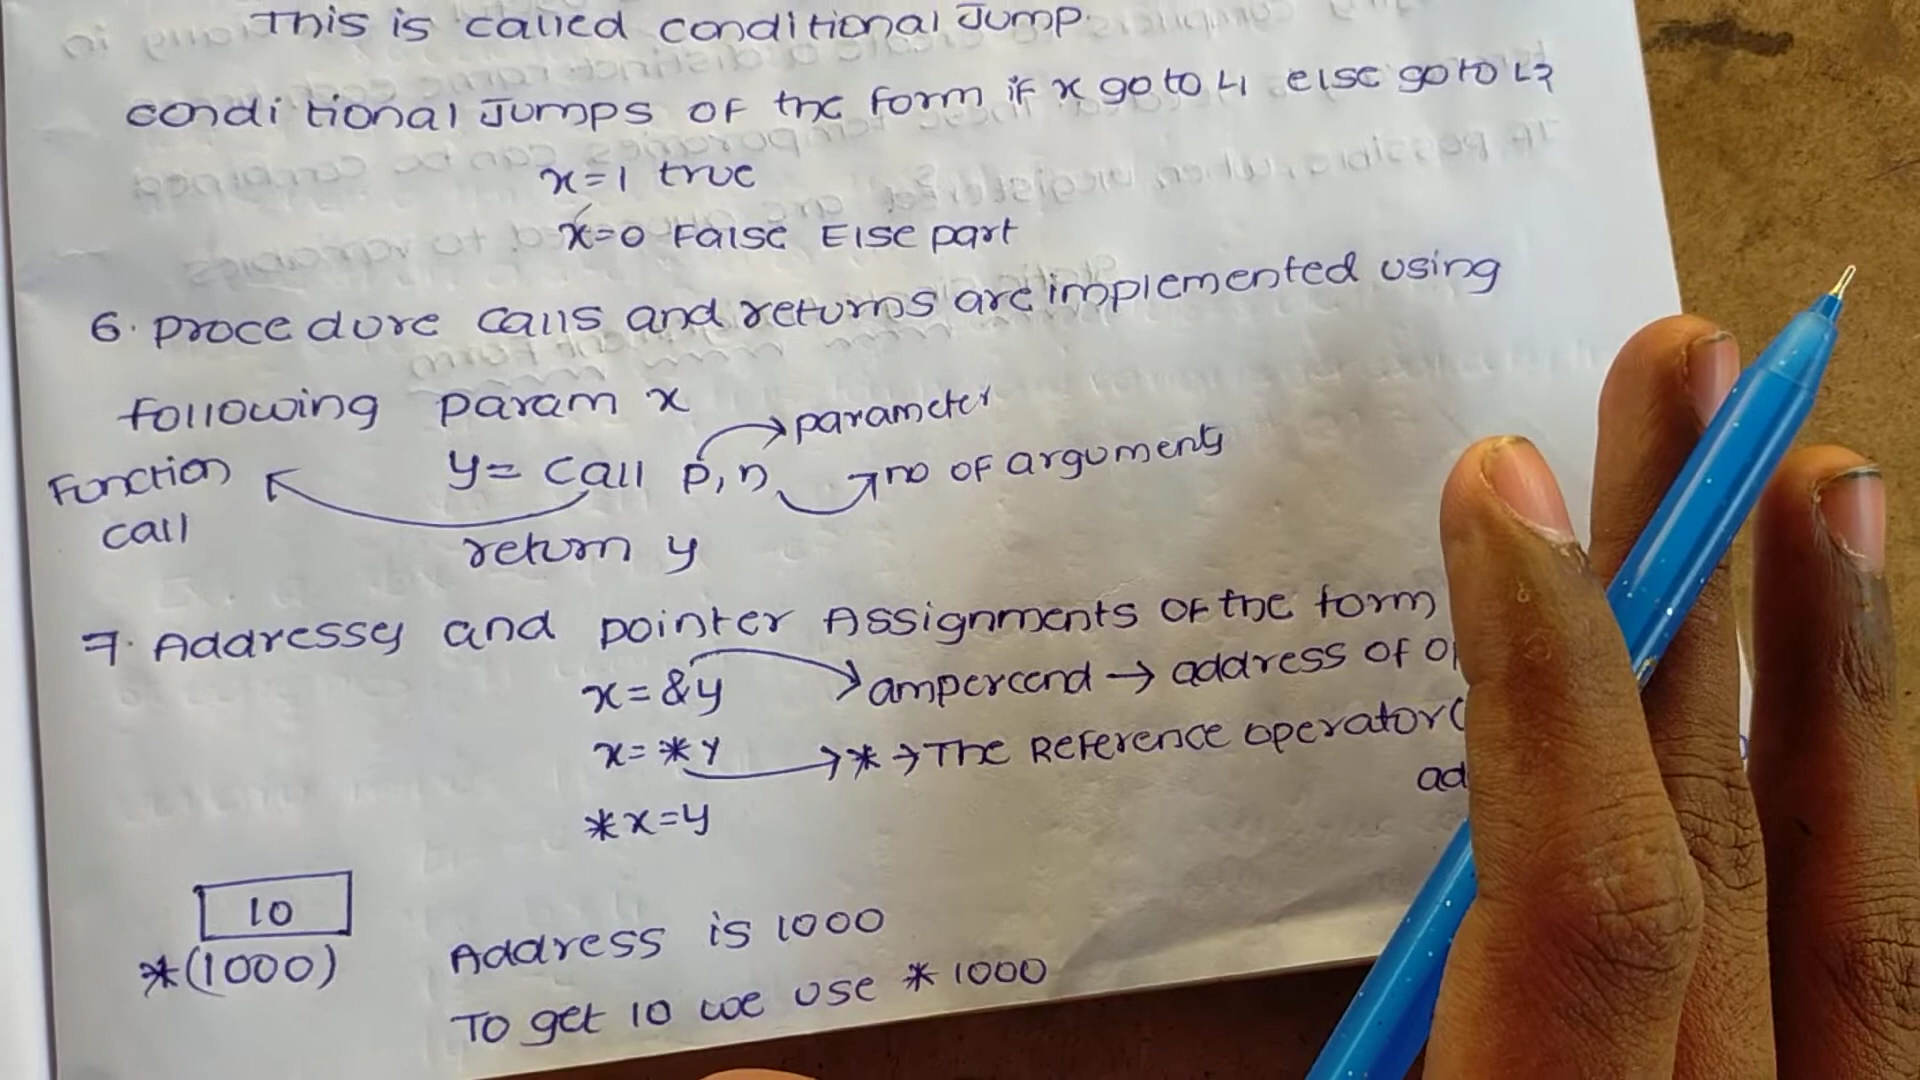 This is called conditional Jump.
conditional Jumps OF the form if x go to L1 else go to L2
x=1 true
x=0 False Else part
6. procedure calls and returns are implemented using
following param x
parameter
y= call p,n no of arguments
Function call
return y
7. Addressy and pointer Assignments OF the form
x=&y ampercend → address of
x=*y * → The Reference operator(
*x=y
10
*(1000) Address is 1000
To get 10 we use *1000